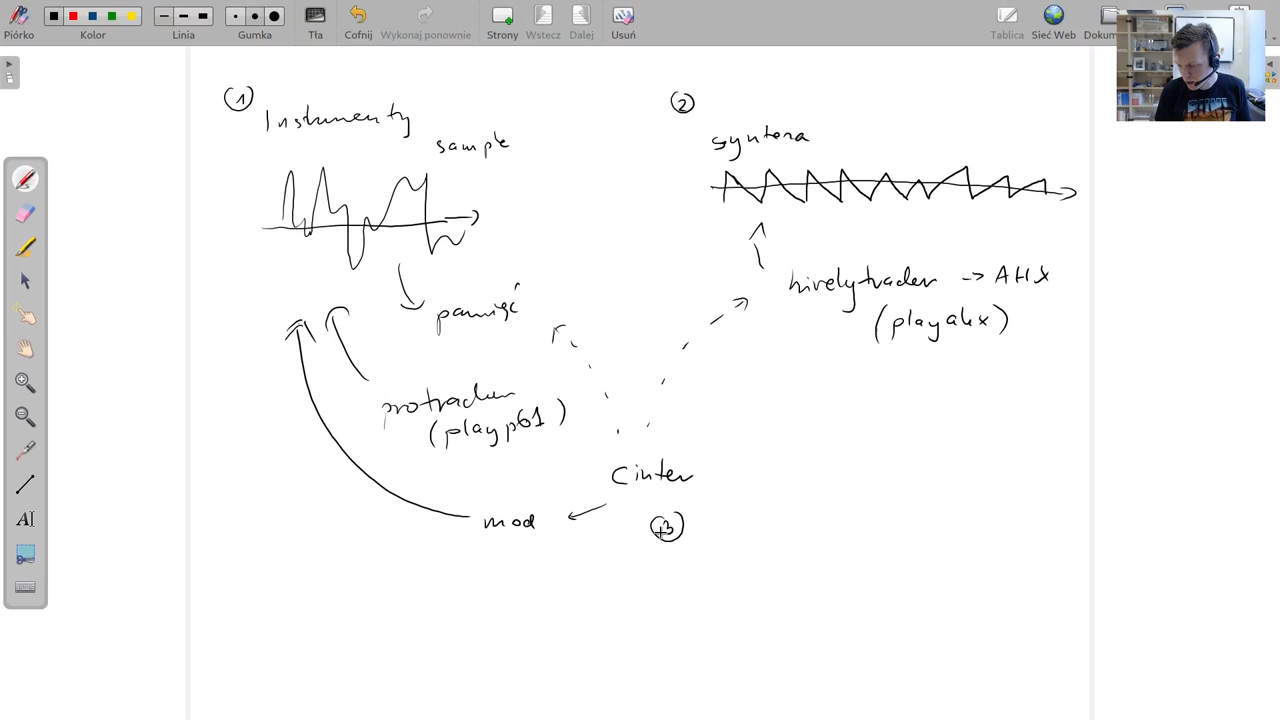 Pióro
Kolor
Linia
Gumka
Tła
Cofnij
Wykonaj ponownie
Strony
Wstecz
Dalej
Usuń
Tablica
Sieć Web
1
Instrumenty
sample
2
syntera
pamięć
hivelytracker → AHX
(playahx)
protracker
(playp61)
Cinter
mod
3
AI